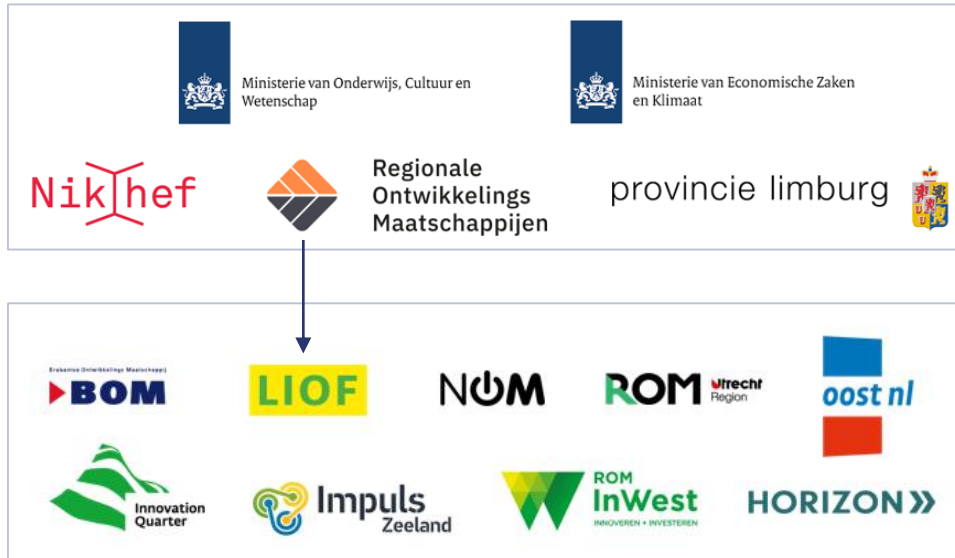 Ministerie van Onderwijs, Cultuur en
Wetenschap
Ministerie van Economische Zaken
en Klimaat
Nikhef
Regionale
Ontwikkelings
Maatschappijen
provincie limburg
Brabantse Ontwikkelings Maatschappij
BOM
LIOF
NOM
ROM Utrecht
Region
oost nl
Innovation
Quarter
Impuls
Zeeland
ROM
InWest
INNOVEREN + INVESTEREN
HORIZON